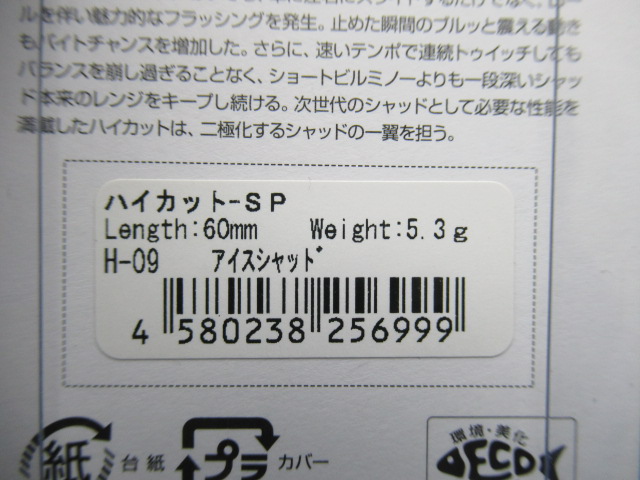 ルを伴い魅力的なフラッシングを発生。止めた瞬間のブルッと震える動き
もバイトチャンスを増加した。さらに、速いテンポで連続トゥイッチしても
バランスを崩し過ぎることなく、ショートビルミノーよりも一段深いシャッ
ド本来のレンジをキープし続ける。次世代のシャッドとして必要な性能を
満載したハイカットは、二極化するシャッドの一翼を担う。
ハイカット-SP
Length:60mm Weight:5.3g
H-09 アイスシャッド
4 580238 256999
紙 台紙 プラ カバー
環境・美化
ECO